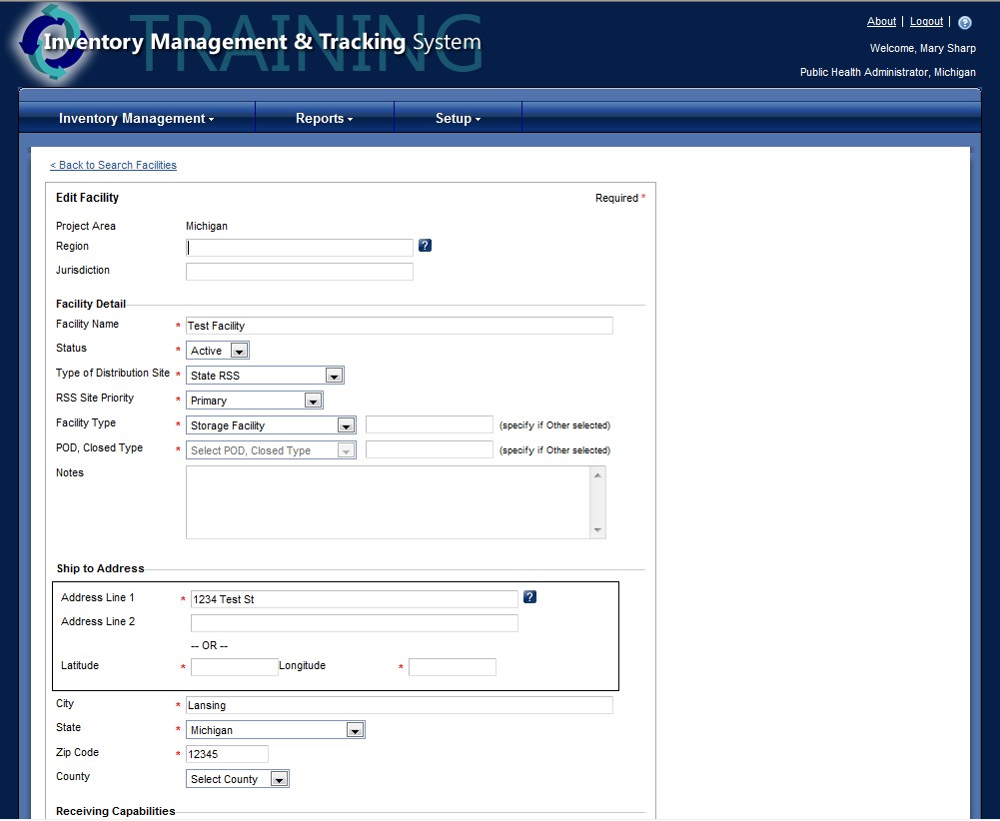 TRAINING
Inventory Management & Tracking System
About | Logout | ?
Welcome, Mary Sharp
Public Health Administrator, Michigan
Inventory Management Reports Setup
< Back to Search Facilities
Edit Facility Required *
Project Area Michigan
Region ?
Jurisdiction
Facility Detail
Facility Name * Test Facility
Status * Active
Type of Distribution Site * State RSS
RSS Site Priority * Primary
Facility Type * Storage Facility (specify if Other selected)
POD, Closed Type * Select POD, Closed Type (specify if Other selected)
Notes
Ship to Address
Address Line 1 * 1234 Test St ?
Address Line 2
-- OR --
Latitude * Longitude *
City * Lansing
State * Michigan
Zip Code * 12345
County Select County
Receiving Capabilities